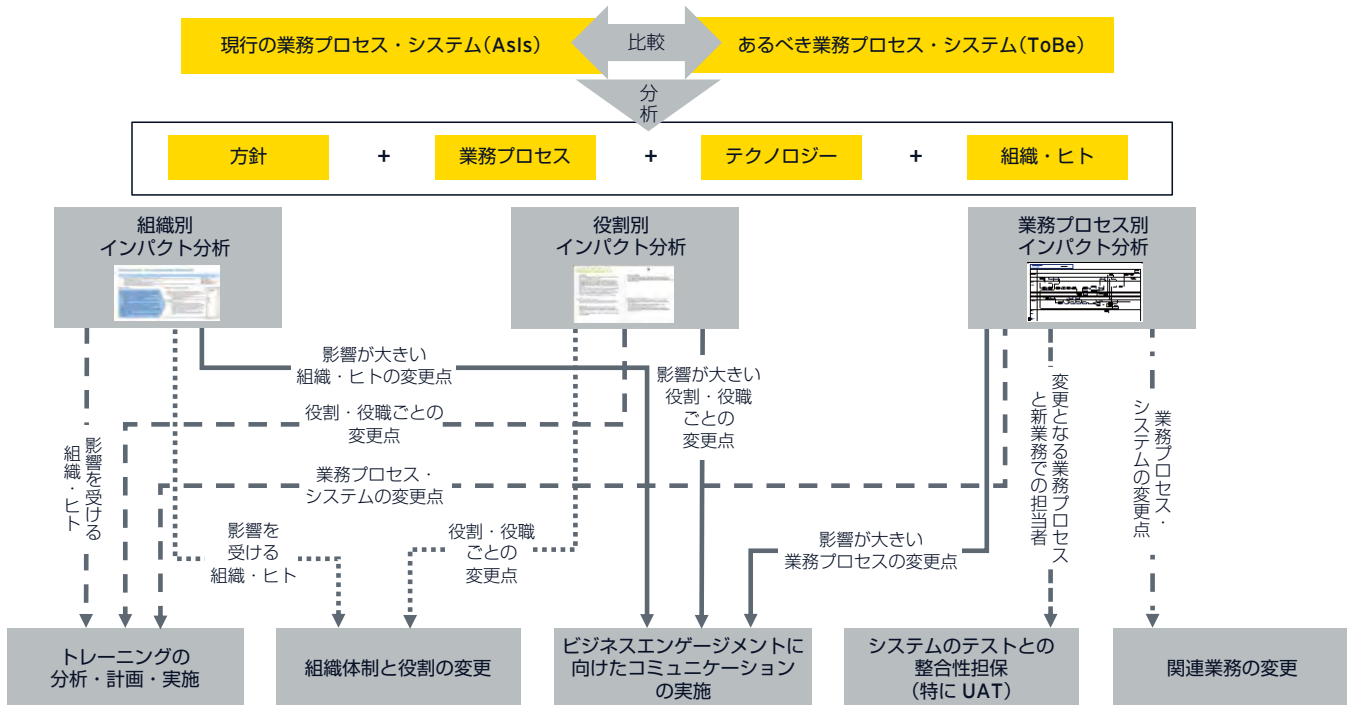 現行の業務プロセス・システム(AsIs)
比較
あるべき業務プロセス・システム(ToBe)
分
析
方針
+
業務プロセス
+
テクノロジー
+
組織・ヒト
組織別
インパクト分析
役割別
インパクト分析
業務プロセス別
インパクト分析
影響が大きい
組織・ヒトの変更点
影響が大きい
役割・役職
ごとの
変更点
役割・役職ごとの
変更点
影響を受ける
組織・ヒト
業務プロセス・
システムの変更点
変更となる業務プロセス
と新業務での担当者
業務プロセス・
システムの変更点
影響を
受ける
組織・ヒト
役割・役職
ごとの
変更点
影響が大きい
業務プロセスの変更点
トレーニングの
分析・計画・実施
組織体制と役割の変更
ビジネスエンゲージメントに
向けたコミュニケーション
の実施
システムのテストとの
整合性担保
(特に UAT)
関連業務の変更